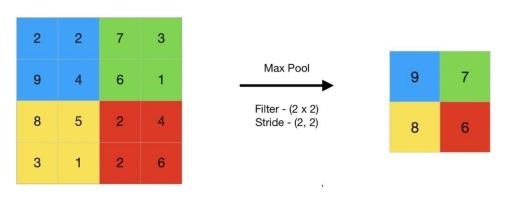 2 2 7 3
9 4 6 1
8 5 2 4
3 1 2 6
Max Pool
Filter - (2 x 2)
Stride - (2, 2)
9 7
8 6